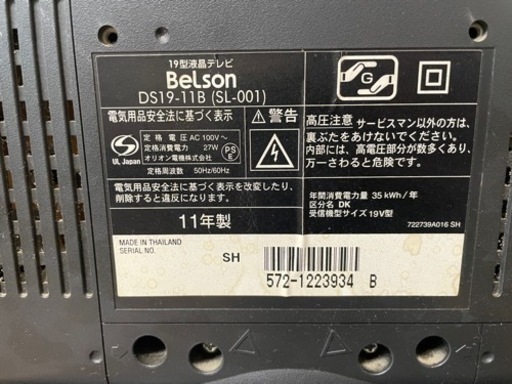 19型液晶テレビ
Belson
DS19-11B (SL-001)
電気用品安全法に基づく表示
定格電圧 AC 100V～
定格消費電力 27W
オリオン電機株式会社
定格周波数 50Hz/60Hz
UL Japan
PSE
電気用品安全法に基づく表示を改変したり、
削除すると違反になります。
11年製
⚠警告
G
高圧注意 サービスマン以外の方は、
裏ぶたをあけないでください。
内部には、高電圧部分が数多くあり、
万一さわると危険です。
年間消費電力量 35 kWh/年
区分名 DK
受信機型サイズ 19V型
722739A016 SH
MADE IN THAILAND
SERIAL NO.
SH
572-1223934 B